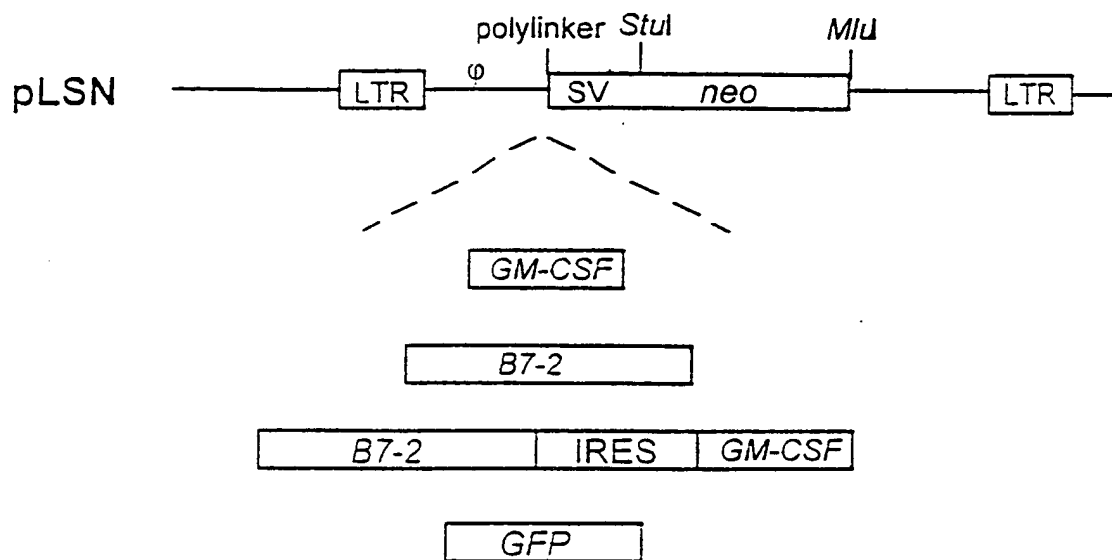 polylinker StuI MluI
φ
pLSN LTR SV neo LTR
GM-CSF
B7-2
B7-2 IRES GM-CSF
GFP